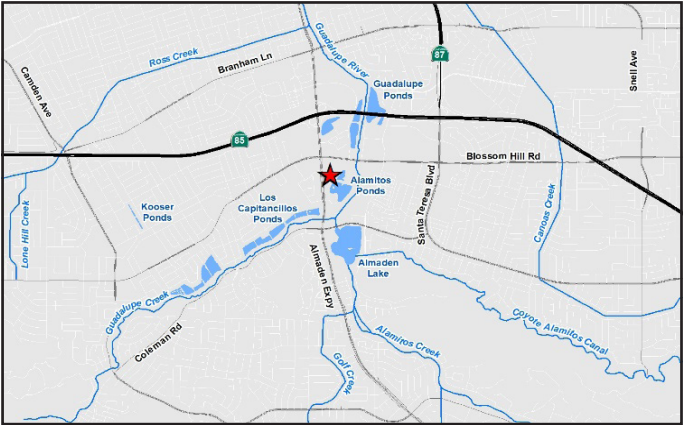 Ross Creek
Guadalupe River
87
Snell Ave
Branham Ln
Camden Ave
Guadalupe
Ponds
85
Blossom Hill Rd
Alamitos
Ponds
Santa Teresa Blvd
Canoas Creek
Lone Hill Creek
Kooser
Ponds
Los
Capitancillos
Ponds
Almaden Expy
Almaden
Lake
Guadalupe Creek
Coleman Rd
Golf Creek
Alamitos Creek
Coyote Alamitos Canal